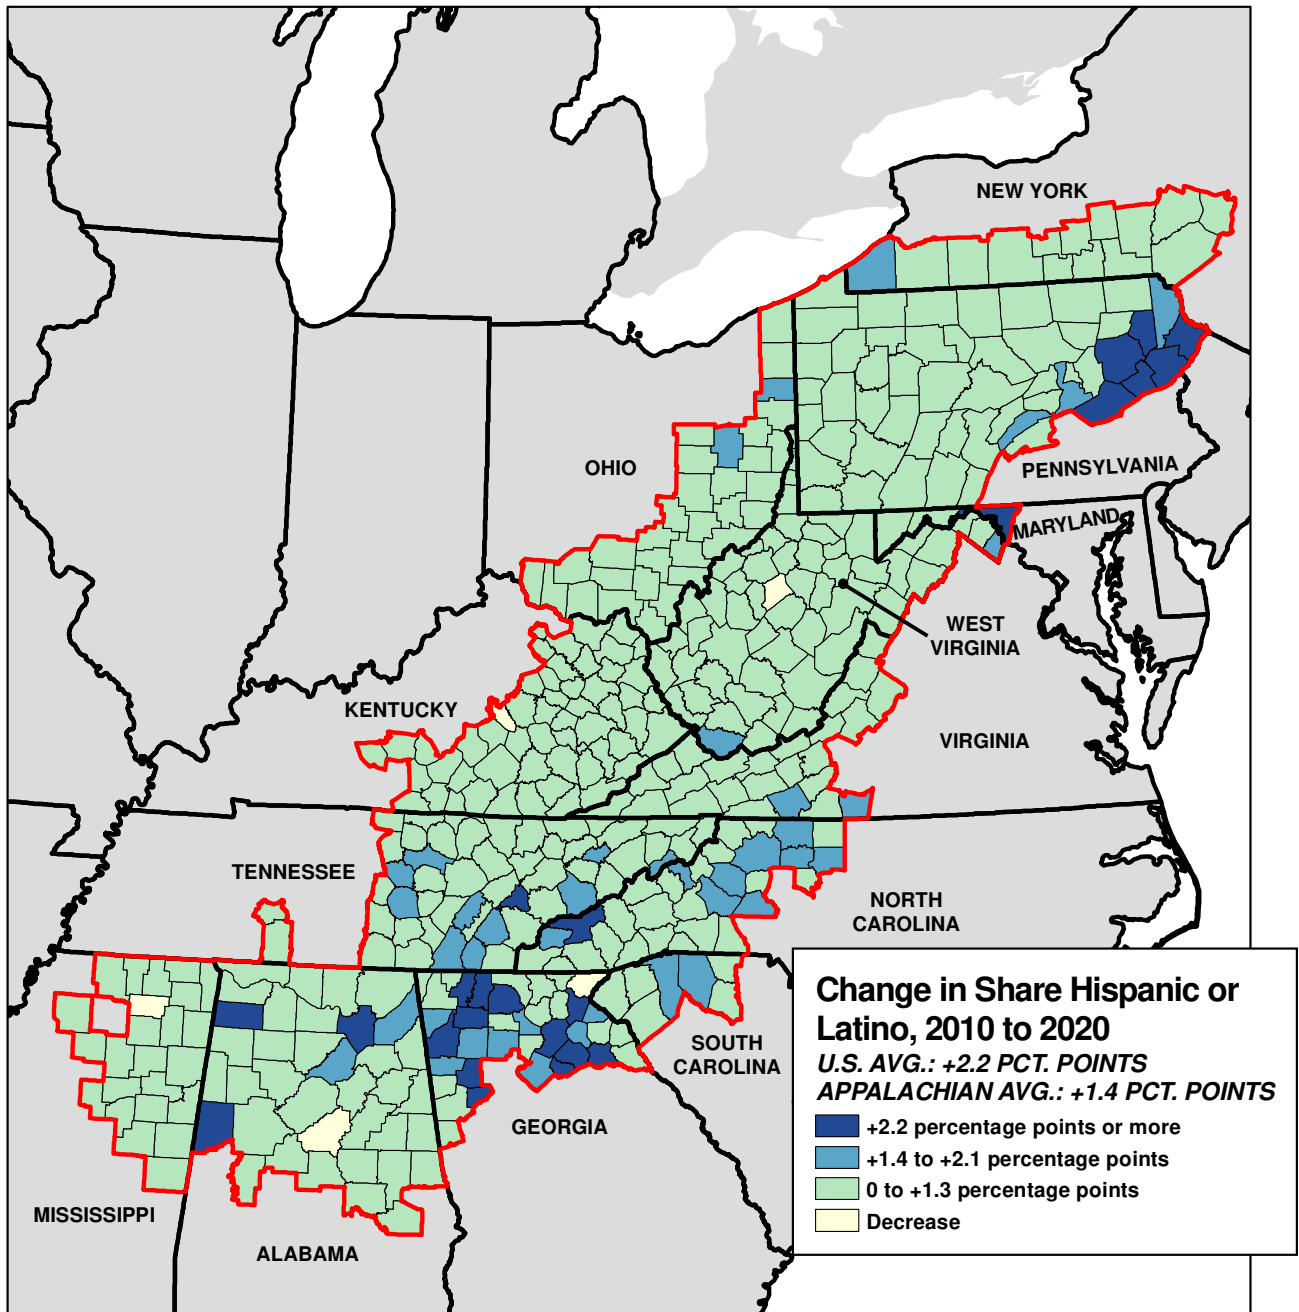 NEW YORK
OHIO
PENNSYLVANIA
MARYLAND
WEST
VIRGINIA
KENTUCKY
VIRGINIA
TENNESSEE
NORTH
CAROLINA
SOUTH
CAROLINA
GEORGIA
MISSISSIPPI
ALABAMA
Change in Share Hispanic or
Latino, 2010 to 2020
U.S. AVG.: +2.2 PCT. POINTS
APPALACHIAN AVG.: +1.4 PCT. POINTS
+2.2 percentage points or more
+1.4 to +2.1 percentage points
0 to +1.3 percentage points
Decrease